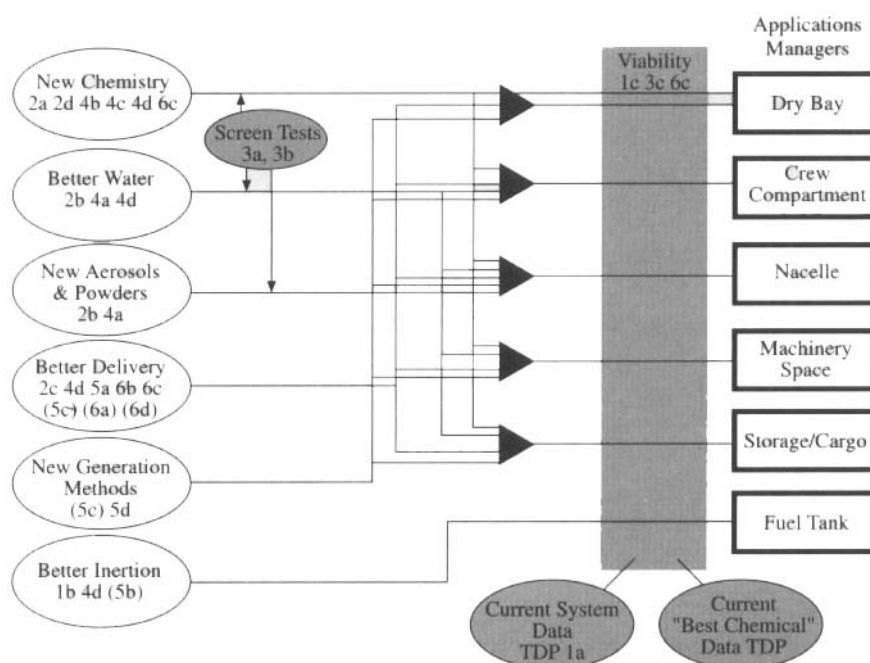 Applications
Managers
New Chemistry
2a 2d 4b 4c 4d 6c
Viability
1c 3c 6c
Dry Bay
Screen Tests
3a, 3b
Better Water
2b 4a 4d
Crew
Compartment
New Aerosols
& Powders
2b 4a
Nacelle
Better Delivery
2c 4d 5a 6b 6c
(5c) (6a) (6d)
Machinery
Space
Storage/Cargo
New Generation
Methods
(5c) 5d
Fuel Tank
Better Inertion
1b 4d (5b)
Current System
Data
TDP 1a
Current
"Best Chemical"
Data TDP